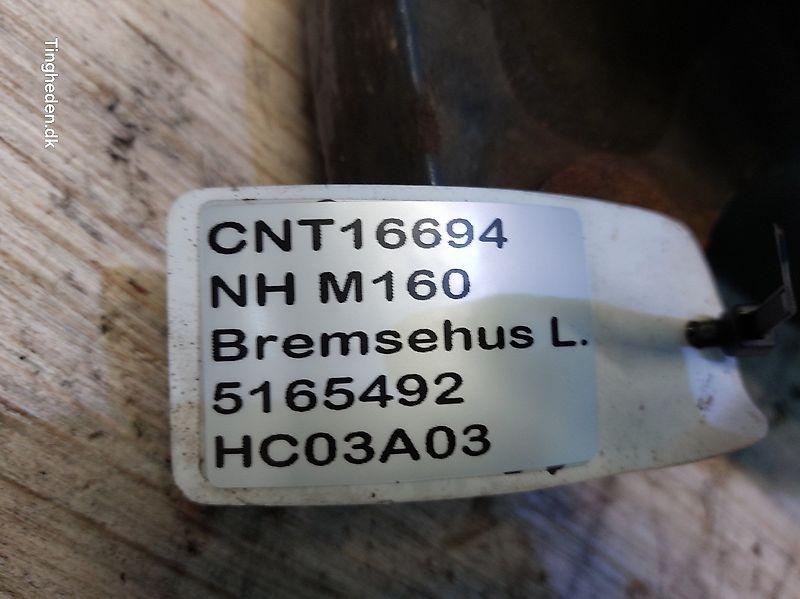 Tingheden.dk
CNT16694
NH M160
Bremsehus L.
5165492
HC03A03